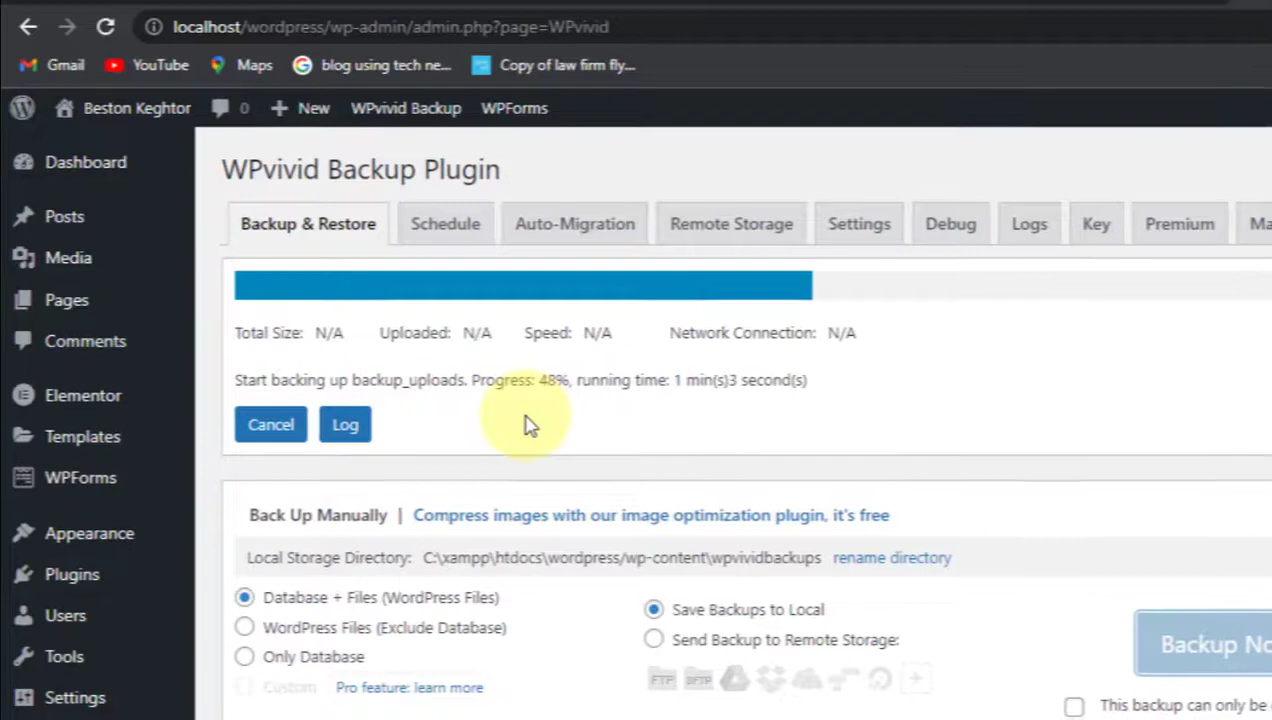 localhost/wordpress/wp-admin/admin.php?page=WPvivid
Gmail YouTube Maps blog using tech ne... Copy of law firm fly...
Beston Keghtor 0 New WPvivid Backup WPForms
Dashboard
Posts
Media
Pages
Comments
Elementor
Templates
WPForms
Appearance
Plugins
Users
Tools
Settings
WPvivid Backup Plugin
Backup & Restore Schedule Auto-Migration Remote Storage Settings Debug Logs Key Premium Ma
Total Size: N/A Uploaded: N/A Speed: N/A Network Connection: N/A
Start backing up backup_uploads. Progress: 48%, running time: 1 min(s)3 second(s)
Cancel Log
Back Up Manually | Compress images with our image optimization plugin, it's free
Local Storage Directory: C:\xampp\htdocs\wordpress/wp-content\wpvividbackups rename directory
Database + Files (WordPress Files)
WordPress Files (Exclude Database)
Only Database
Custom Pro feature: learn more
Save Backups to Local
Send Backup to Remote Storage:
FTP SFTP
Backup No
This backup can only be